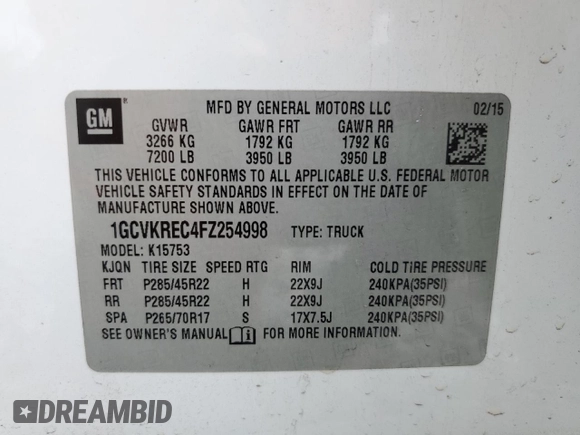 GM
MFD BY GENERAL MOTORS LLC 02/15
GVWR GAWR FRT GAWR RR
3266 KG 1792 KG 1792 KG
7200 LB 3950 LB 3950 LB
THIS VEHICLE CONFORMS TO ALL APPLICABLE U.S. FEDERAL MOTOR
VEHICLE SAFETY STANDARDS IN EFFECT ON THE DATE OF
MANUFACTURE SHOWN ABOVE.
1GCVKREC4FZ254998 TYPE: TRUCK
MODEL: K15753
KJQN TIRE SIZE SPEED RTG RIM COLD TIRE PRESSURE
FRT P285/45R22 H 22X9J 240KPA(35PSI)
RR P285/45R22 H 22X9J 240KPA(35PSI)
SPA P265/70R17 S 17X7.5J 240KPA(35PSI)
SEE OWNER'S MANUAL FOR MORE INFORMATION.
DREAMBID